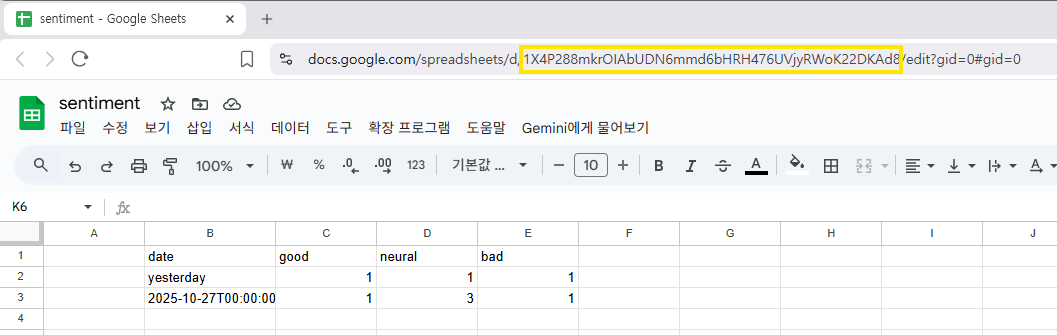 sentiment - Google Sheets
docs.google.com/spreadsheets/d/1X4P288mkrOIAbUDN6mmd6bHRH476UVjyRWoK22DKAd8/edit?gid=0#gid=0
sentiment
파일 수정 보기 삽입 서식 데이터 도구 확장 프로그램 도움말 Gemini에게 물어보기
100% ₩ % .0 .00 123 기본값 ... 10 B I A
K6 fx
A B C D E F G H I J
1 date good neural bad
2 yesterday 1 1 1
3 2025-10-27T00:00:00 1 3 1
4